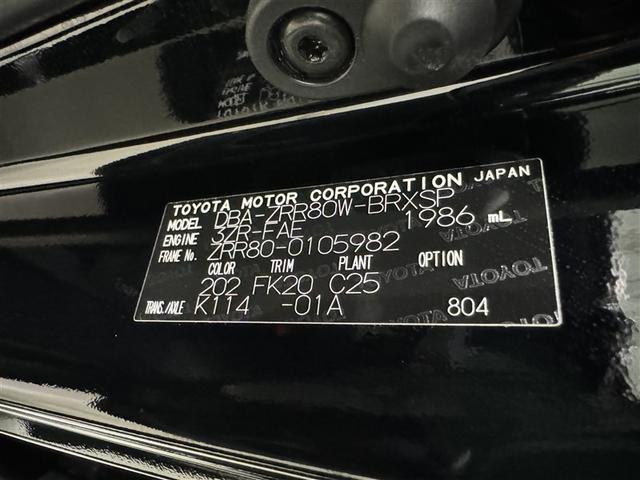 TOYOTA MOTOR CORPORATION JAPAN
MODEL DBA-ZRR80W-BRXSP
ENGINE 3ZR-FAE 1986 mL
FRAME No. ZRR80-0105982
COLOR TRIM PLANT OPTION
202 FK20 C25
TRANS./AXLE K114 -01A 804